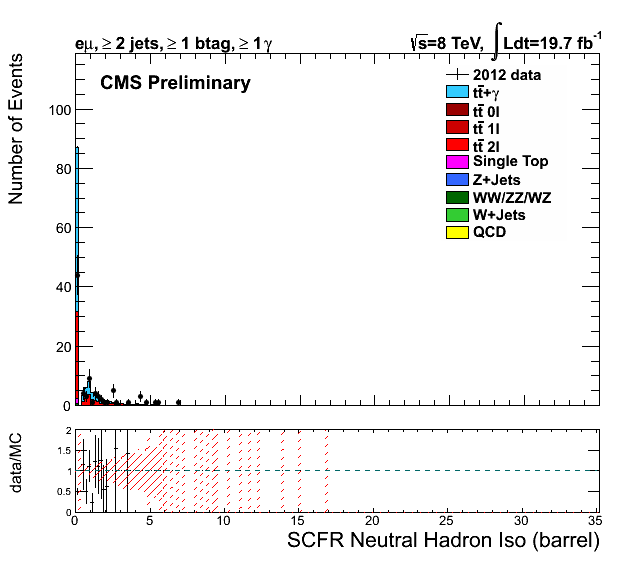 eμ, ≥ 2 jets, ≥ 1 btag, ≥ 1 γ
√s=8 TeV, ∫ Ldt=19.7 fb⁻¹
CMS Preliminary
2012 data
tt̄+γ
tt̄ 0l
tt̄ 1l
tt̄ 2l
Single Top
Z+Jets
WW/ZZ/WZ
W+Jets
QCD
Number of Events
100
80
60
40
20
0
data/MC
2
1.5
1
0.5
0
0 5 10 15 20 25 30 35
SCFR Neutral Hadron Iso (barrel)